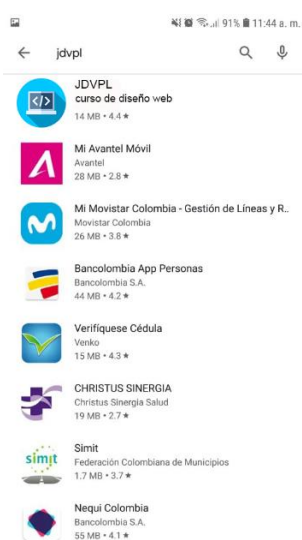 91% 11:44 a. m.
jdvpl
</>
JDVPL
curso de diseño web
14 MB • 4.4 ★
Mi Avantel Móvil
Avantel
28 MB • 2.8 ★
Mi Movistar Colombia - Gestión de Líneas y R..
Movistar Colombia
26 MB • 3.8 ★
Bancolombia App Personas
Bancolombia S.A.
44 MB • 4.2 ★
Verifíquese Cédula
Venko
15 MB • 4.3 ★
CHRISTUS SINERGIA
Christus Sinergia Salud
19 MB • 2.7 ★
simit
Simit
Federación Colombiana de Municipios
1.7 MB • 3.7 ★
Nequi Colombia
Bancolombia S.A.
55 MB • 4.1 ★